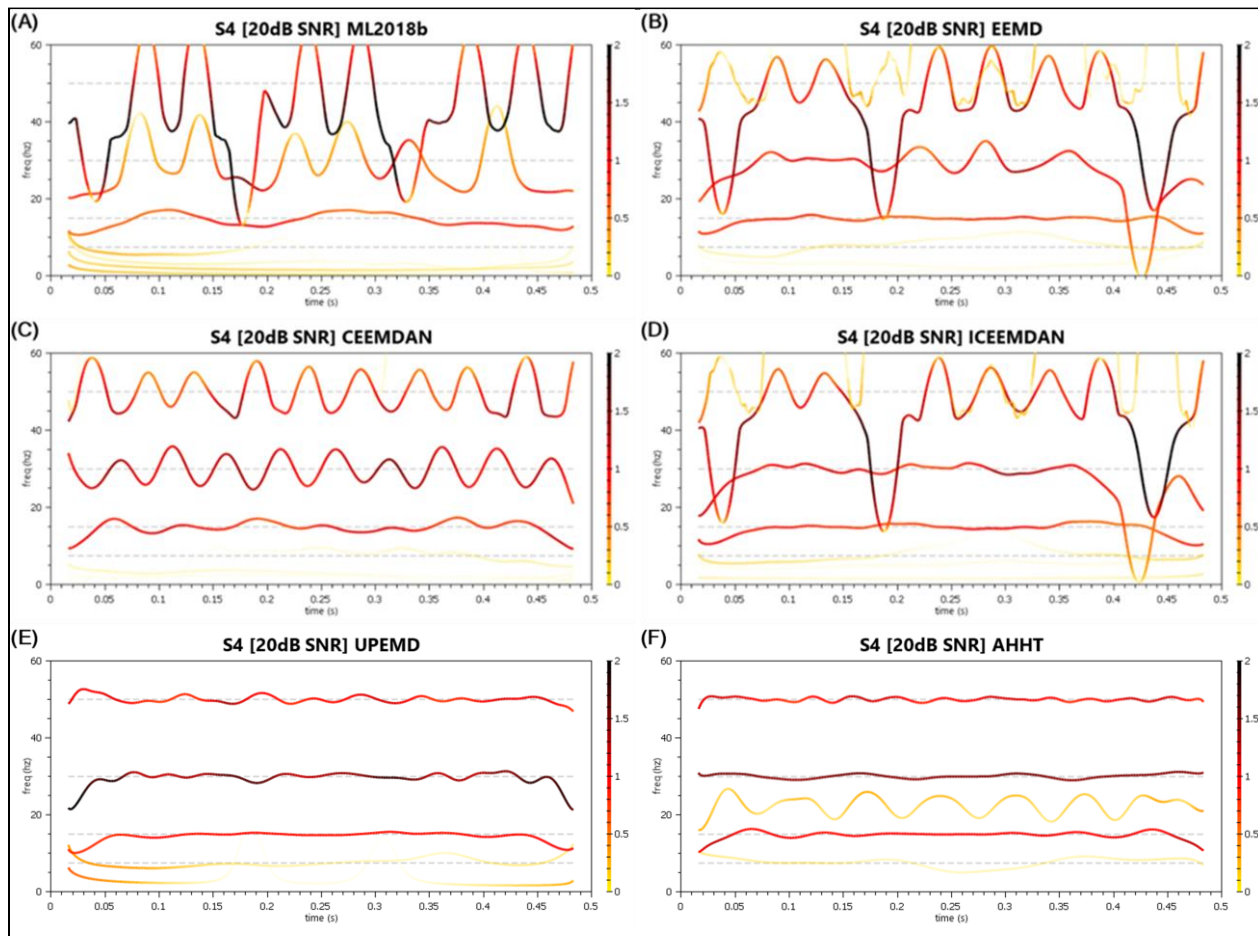 (A)
S4 [20dB SNR] ML2018b
60
40
20
0
freq (hz)
0 0.05 0.1 0.15 0.2 0.25 0.3 0.35 0.4 0.45 0.5
time (s)
2
1.5
1
0.5
0
(B)
S4 [20dB SNR] EEMD
60
40
20
0
freq (hz)
0 0.05 0.1 0.15 0.2 0.25 0.3 0.35 0.4 0.45 0.5
time (s)
2
1.5
1
0.5
0
(C)
S4 [20dB SNR] CEEMDAN
60
40
20
0
freq (hz)
0 0.05 0.1 0.15 0.2 0.25 0.3 0.35 0.4 0.45 0.5
time (s)
2
1.5
1
0.5
0
(D)
S4 [20dB SNR] ICEEMDAN
60
40
20
0
freq (hz)
0 0.05 0.1 0.15 0.2 0.25 0.3 0.35 0.4 0.45 0.5
time (s)
2
1.5
1
0.5
0
(E)
S4 [20dB SNR] UPEMD
60
40
20
0
freq (hz)
0 0.05 0.1 0.15 0.2 0.25 0.3 0.35 0.4 0.45 0.5
time (s)
2
1.5
1
0.5
0
(F)
S4 [20dB SNR] AHHT
60
40
20
0
freq (hz)
0 0.05 0.1 0.15 0.2 0.25 0.3 0.35 0.4 0.45 0.5
time (s)
2
1.5
1
0.5
0